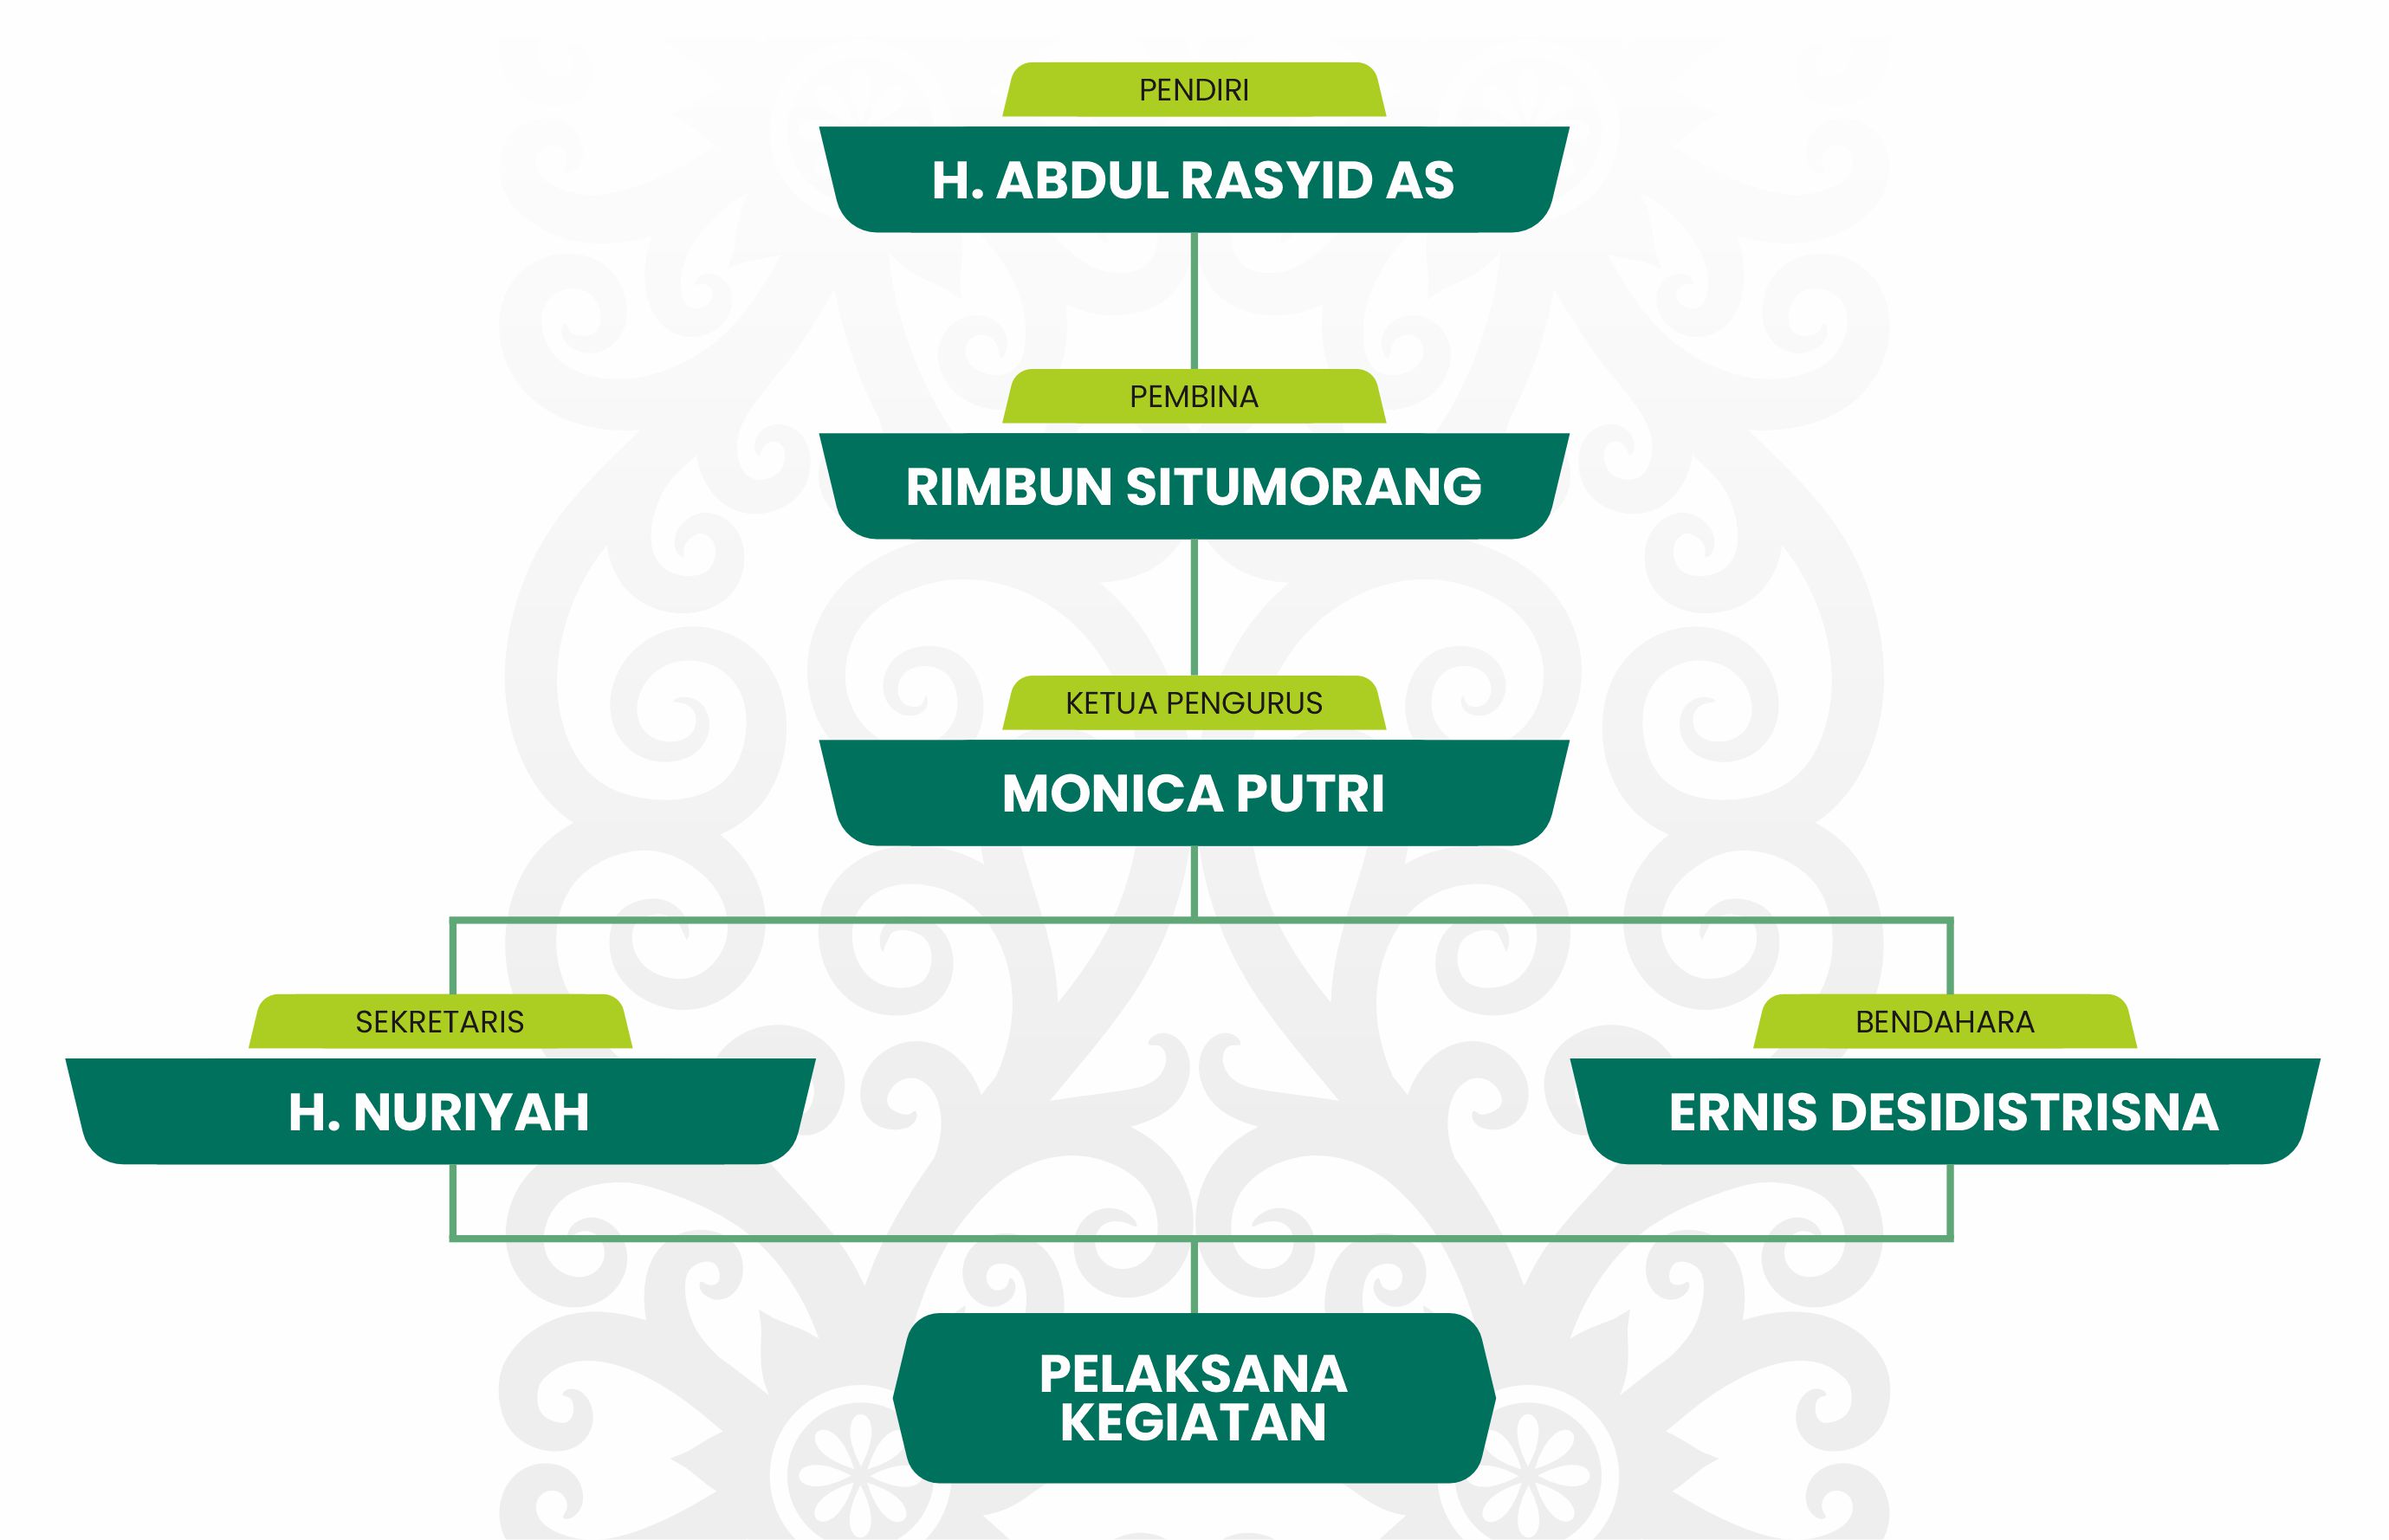 PENDIRI
H. ABDUL RASYID AS
PEMBINA
RIMBUN SITUMORANG
KETUA PENGURUS
MONICA PUTRI
SEKRETARIS
H. NURIYAH
BENDAHARA
ERNIS DESIDISTRISNA
PELAKSANA
KEGIATAN